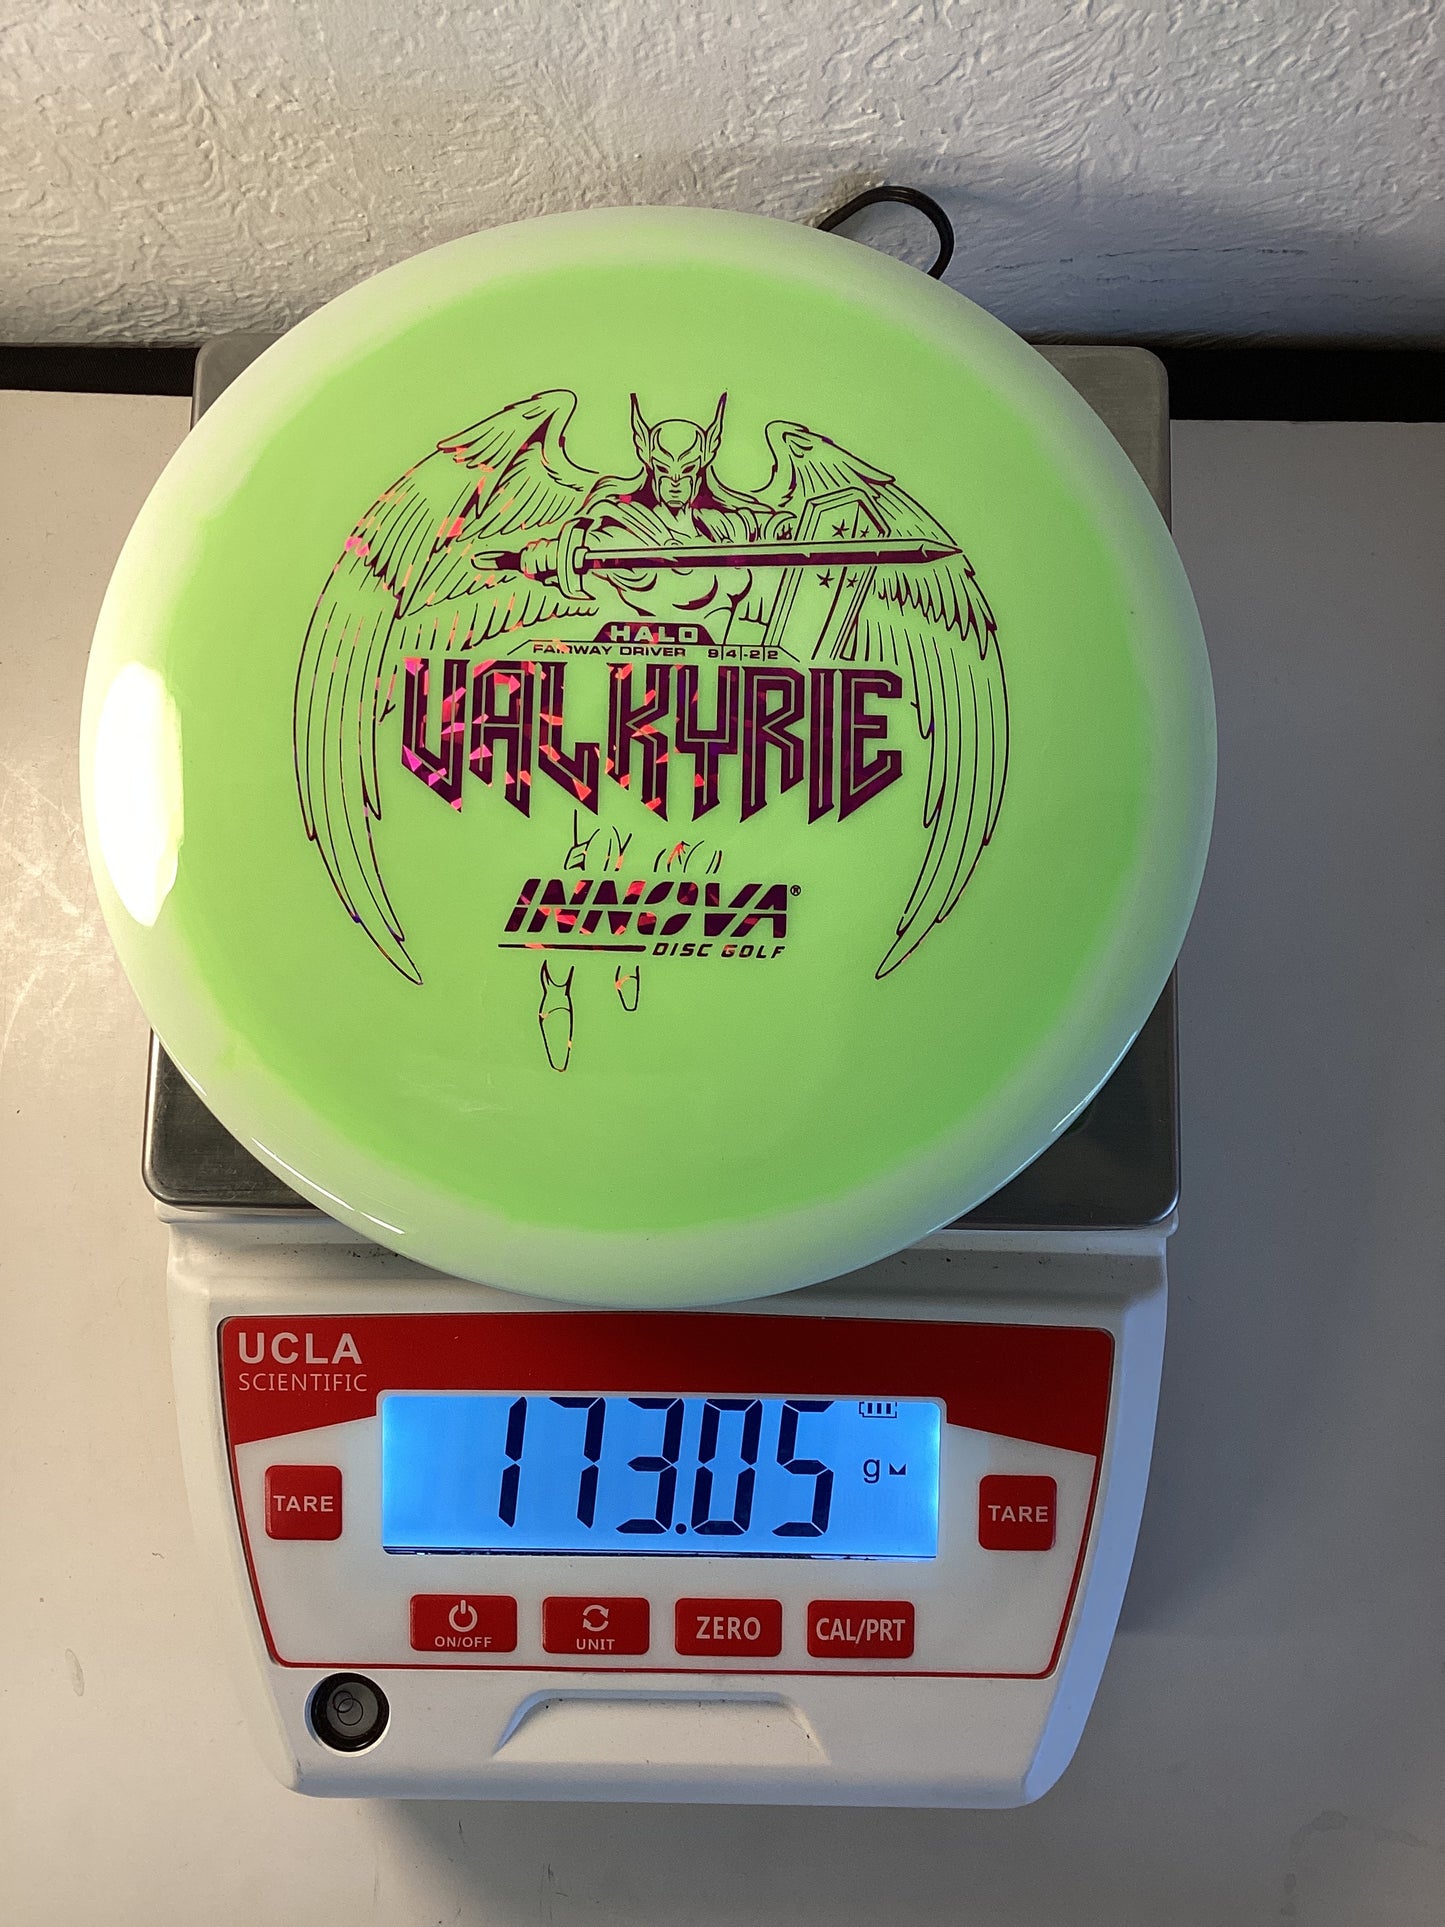 HALO
FAIRWAY DRIVER 9|4|-2|2
VALKYRIE
INNOVA®
DISC GOLF
UCLA
SCIENTIFIC
173.05 g
TARE
TARE
ON/OFF
UNIT
ZERO
CAL/PRT